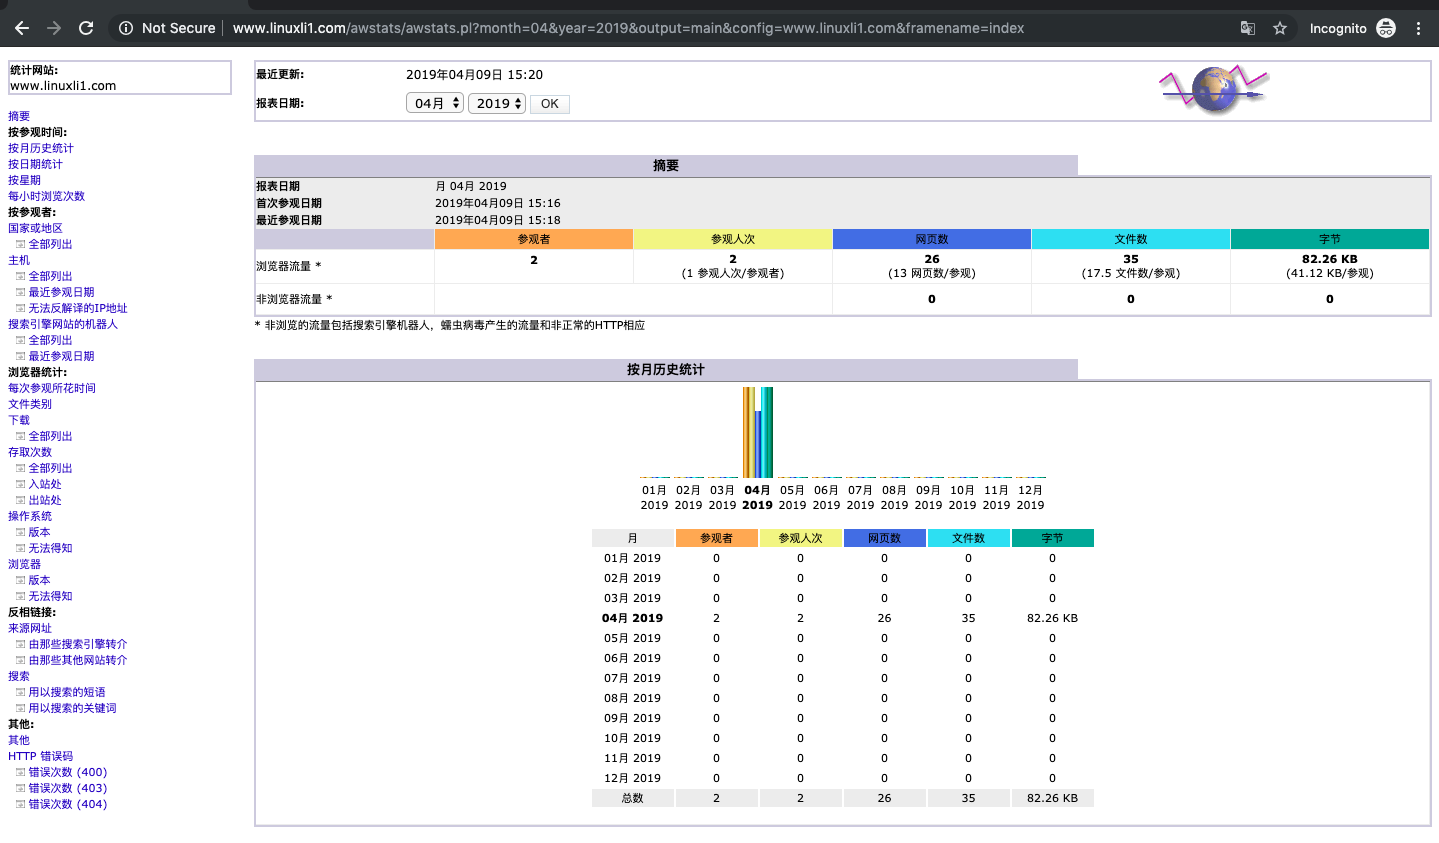 Not Secure | www.linuxli1.com/awstats/awstats.pl?month=04&year=2019&output=main&config=www.linuxli1.com&framename=index
Incognito
统计网站:
www.linuxli1.com
摘要
按参观时间:
按月历史统计
按日期统计
按星期
每小时浏览次数
按参观者:
国家或地区
全部列出
主机
全部列出
最近参观日期
无法反解译的IP地址
搜索引擎网站的机器人
全部列出
最近参观日期
浏览器统计:
每次参观所花时间
文件类别
下载
全部列出
存取次数
全部列出
入站处
出站处
操作系统
版本
无法得知
浏览器
版本
无法得知
反相链接:
来源网址
由那些搜索引擎转介
由那些其他网站转介
搜索
用以搜索的短语
用以搜索的关键词
其他:
其他
HTTP 错误码
错误次数 (400)
错误次数 (403)
错误次数 (404)
最近更新: 2019年04月09日 15:20
报表日期: 04月 2019 OK
摘要
报表日期 月 04月 2019
首次参观日期 2019年04月09日 15:16
最近参观日期 2019年04月09日 15:18
参观者 参观人次 网页数 文件数 字节
浏览器流量 * 2 2 26 35 82.26 KB
(1 参观人次/参观者) (13 网页数/参观) (17.5 文件数/参观) (41.12 KB/参观)
非浏览器流量 * 0 0 0
* 非浏览的流量包括搜索引擎机器人，蠕虫病毒产生的流量和非正常的HTTP相应
按月历史统计
01月 02月 03月 04月 05月 06月 07月 08月 09月 10月 11月 12月
2019 2019 2019 2019 2019 2019 2019 2019 2019 2019 2019 2019
月 参观者 参观人次 网页数 文件数 字节
01月 2019 0 0 0 0 0
02月 2019 0 0 0 0 0
03月 2019 0 0 0 0 0
04月 2019 2 2 26 35 82.26 KB
05月 2019 0 0 0 0 0
06月 2019 0 0 0 0 0
07月 2019 0 0 0 0 0
08月 2019 0 0 0 0 0
09月 2019 0 0 0 0 0
10月 2019 0 0 0 0 0
11月 2019 0 0 0 0 0
12月 2019 0 0 0 0 0
总数 2 2 26 35 82.26 KB